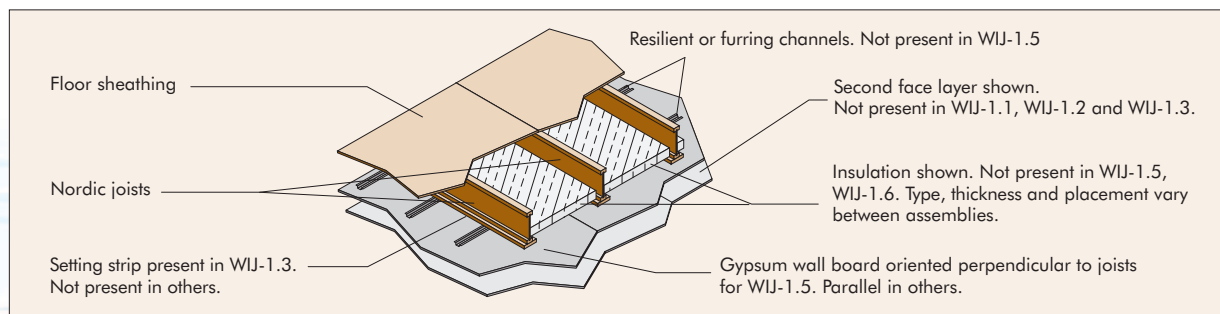 Resilient or furring channels. Not present in WIJ-1.5
Floor sheathing
Second face layer shown.
Not present in WIJ-1.1, WIJ-1.2 and WIJ-1.3.
Nordic joists
Insulation shown. Not present in WIJ-1.5,
WIJ-1.6. Type, thickness and placement vary
between assemblies.
Setting strip present in WIJ-1.3.
Not present in others.
Gypsum wall board oriented perpendicular to joists
for WIJ-1.5. Parallel in others.